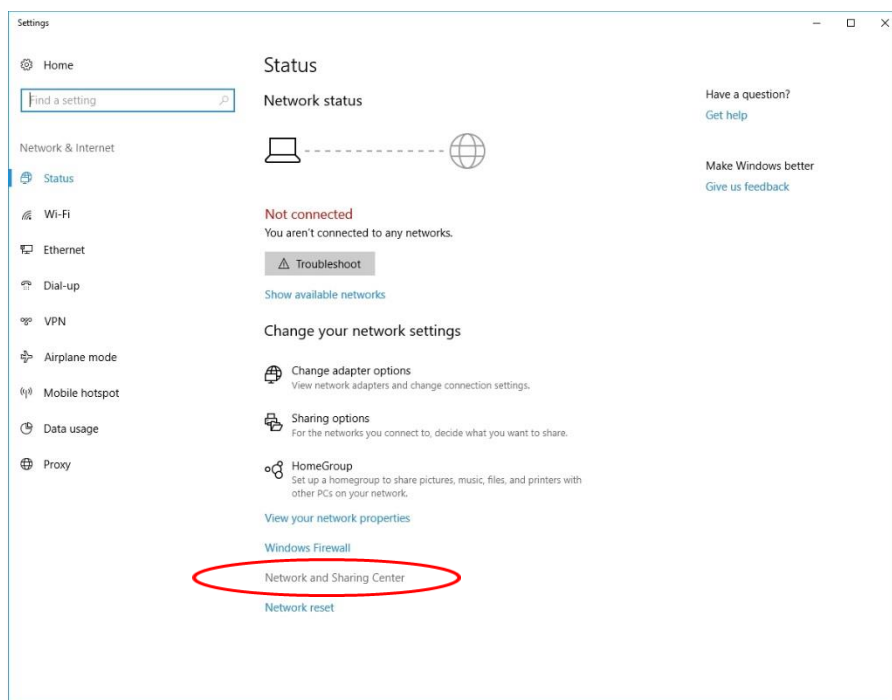 Settings
Home
Find a setting
Network & Internet
Status
Wi-Fi
Ethernet
Dial-up
VPN
Airplane mode
Mobile hotspot
Data usage
Proxy
Status
Network status
Not connected
You aren't connected to any networks.
Troubleshoot
Show available networks
Change your network settings
Change adapter options
View network adapters and change connection settings.
Sharing options
For the networks you connect to, decide what you want to share.
HomeGroup
Set up a homegroup to share pictures, music, files, and printers with
other PCs on your network.
View your network properties
Windows Firewall
Network and Sharing Center
Network reset
Have a question?
Get help
Make Windows better
Give us feedback